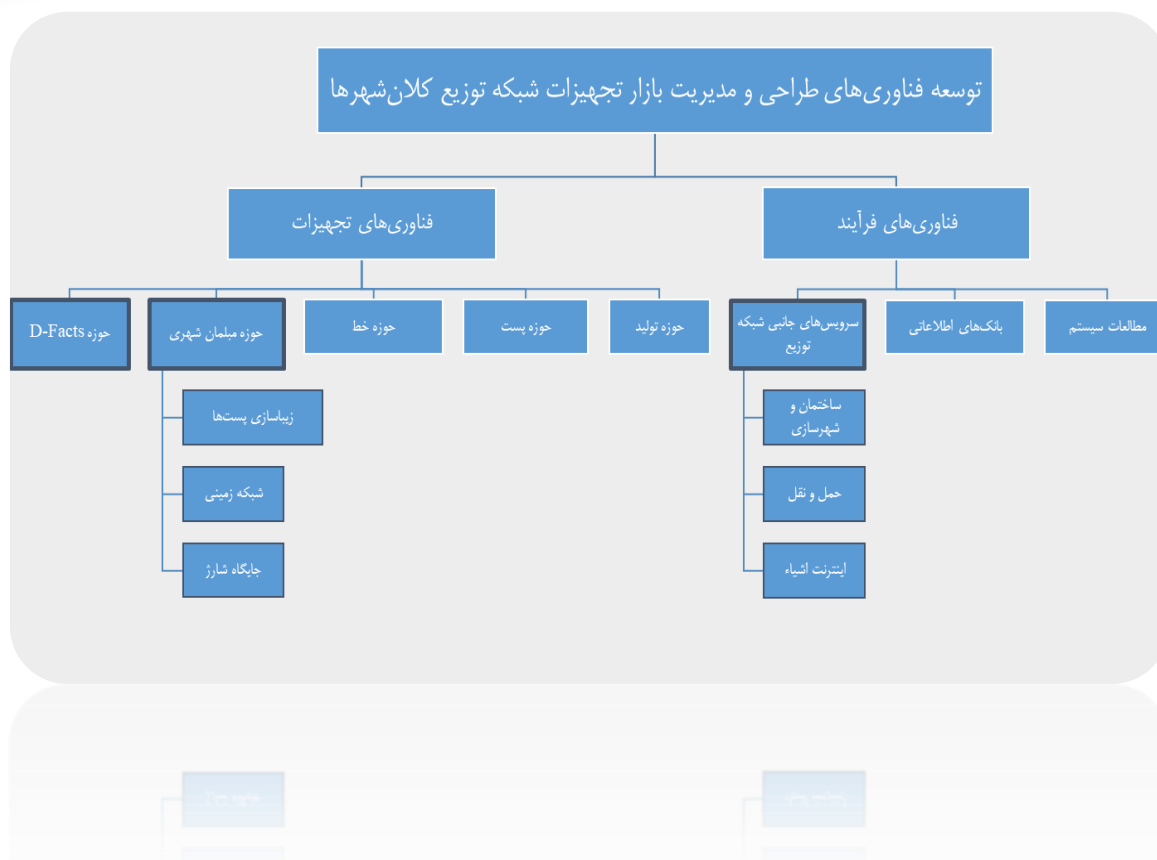 توسعه فناوری‌های طراحی و مدیریت بازار تجهیزات شبکه توزیع کلان‌شهرها
فناوری‌های فرآیند
فناوری‌های تجهیزات
مطالعات سیستم
بانک‌های اطلاعاتی
سرویس‌های جانبی شبکه
توزیع
حوزه تولید
حوزه پست
حوزه خط
حوزه مبلمان شهری
حوزه D-Facts
ساختمان و
شهرسازی
حمل و نقل
اینترنت اشیاء
زیباسازی پست‌ها
شبکه زمینی
جایگاه شارژ